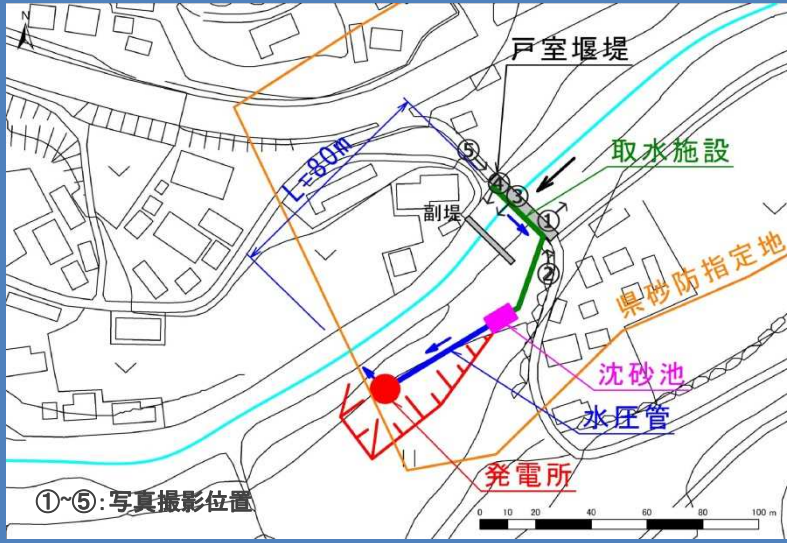 N
戸室堰堤
取水施設
L=80m
⑤
④
③
①
②
副堤
県砂防指定地
沈砂池
水圧管
発電所
①~⑤:写真撮影位置
0 10 20 40 60 80 100 m